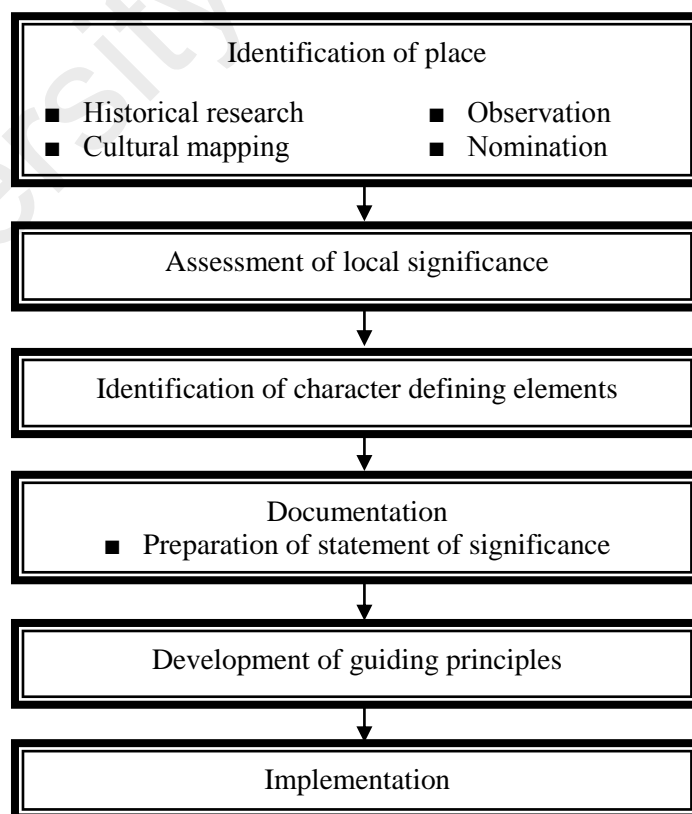 ersity
Identification of place
■ Historical research ■ Observation
■ Cultural mapping ■ Nomination
Assessment of local significance
Identification of character defining elements
Documentation
■ Preparation of statement of significance
Development of guiding principles
Implementation